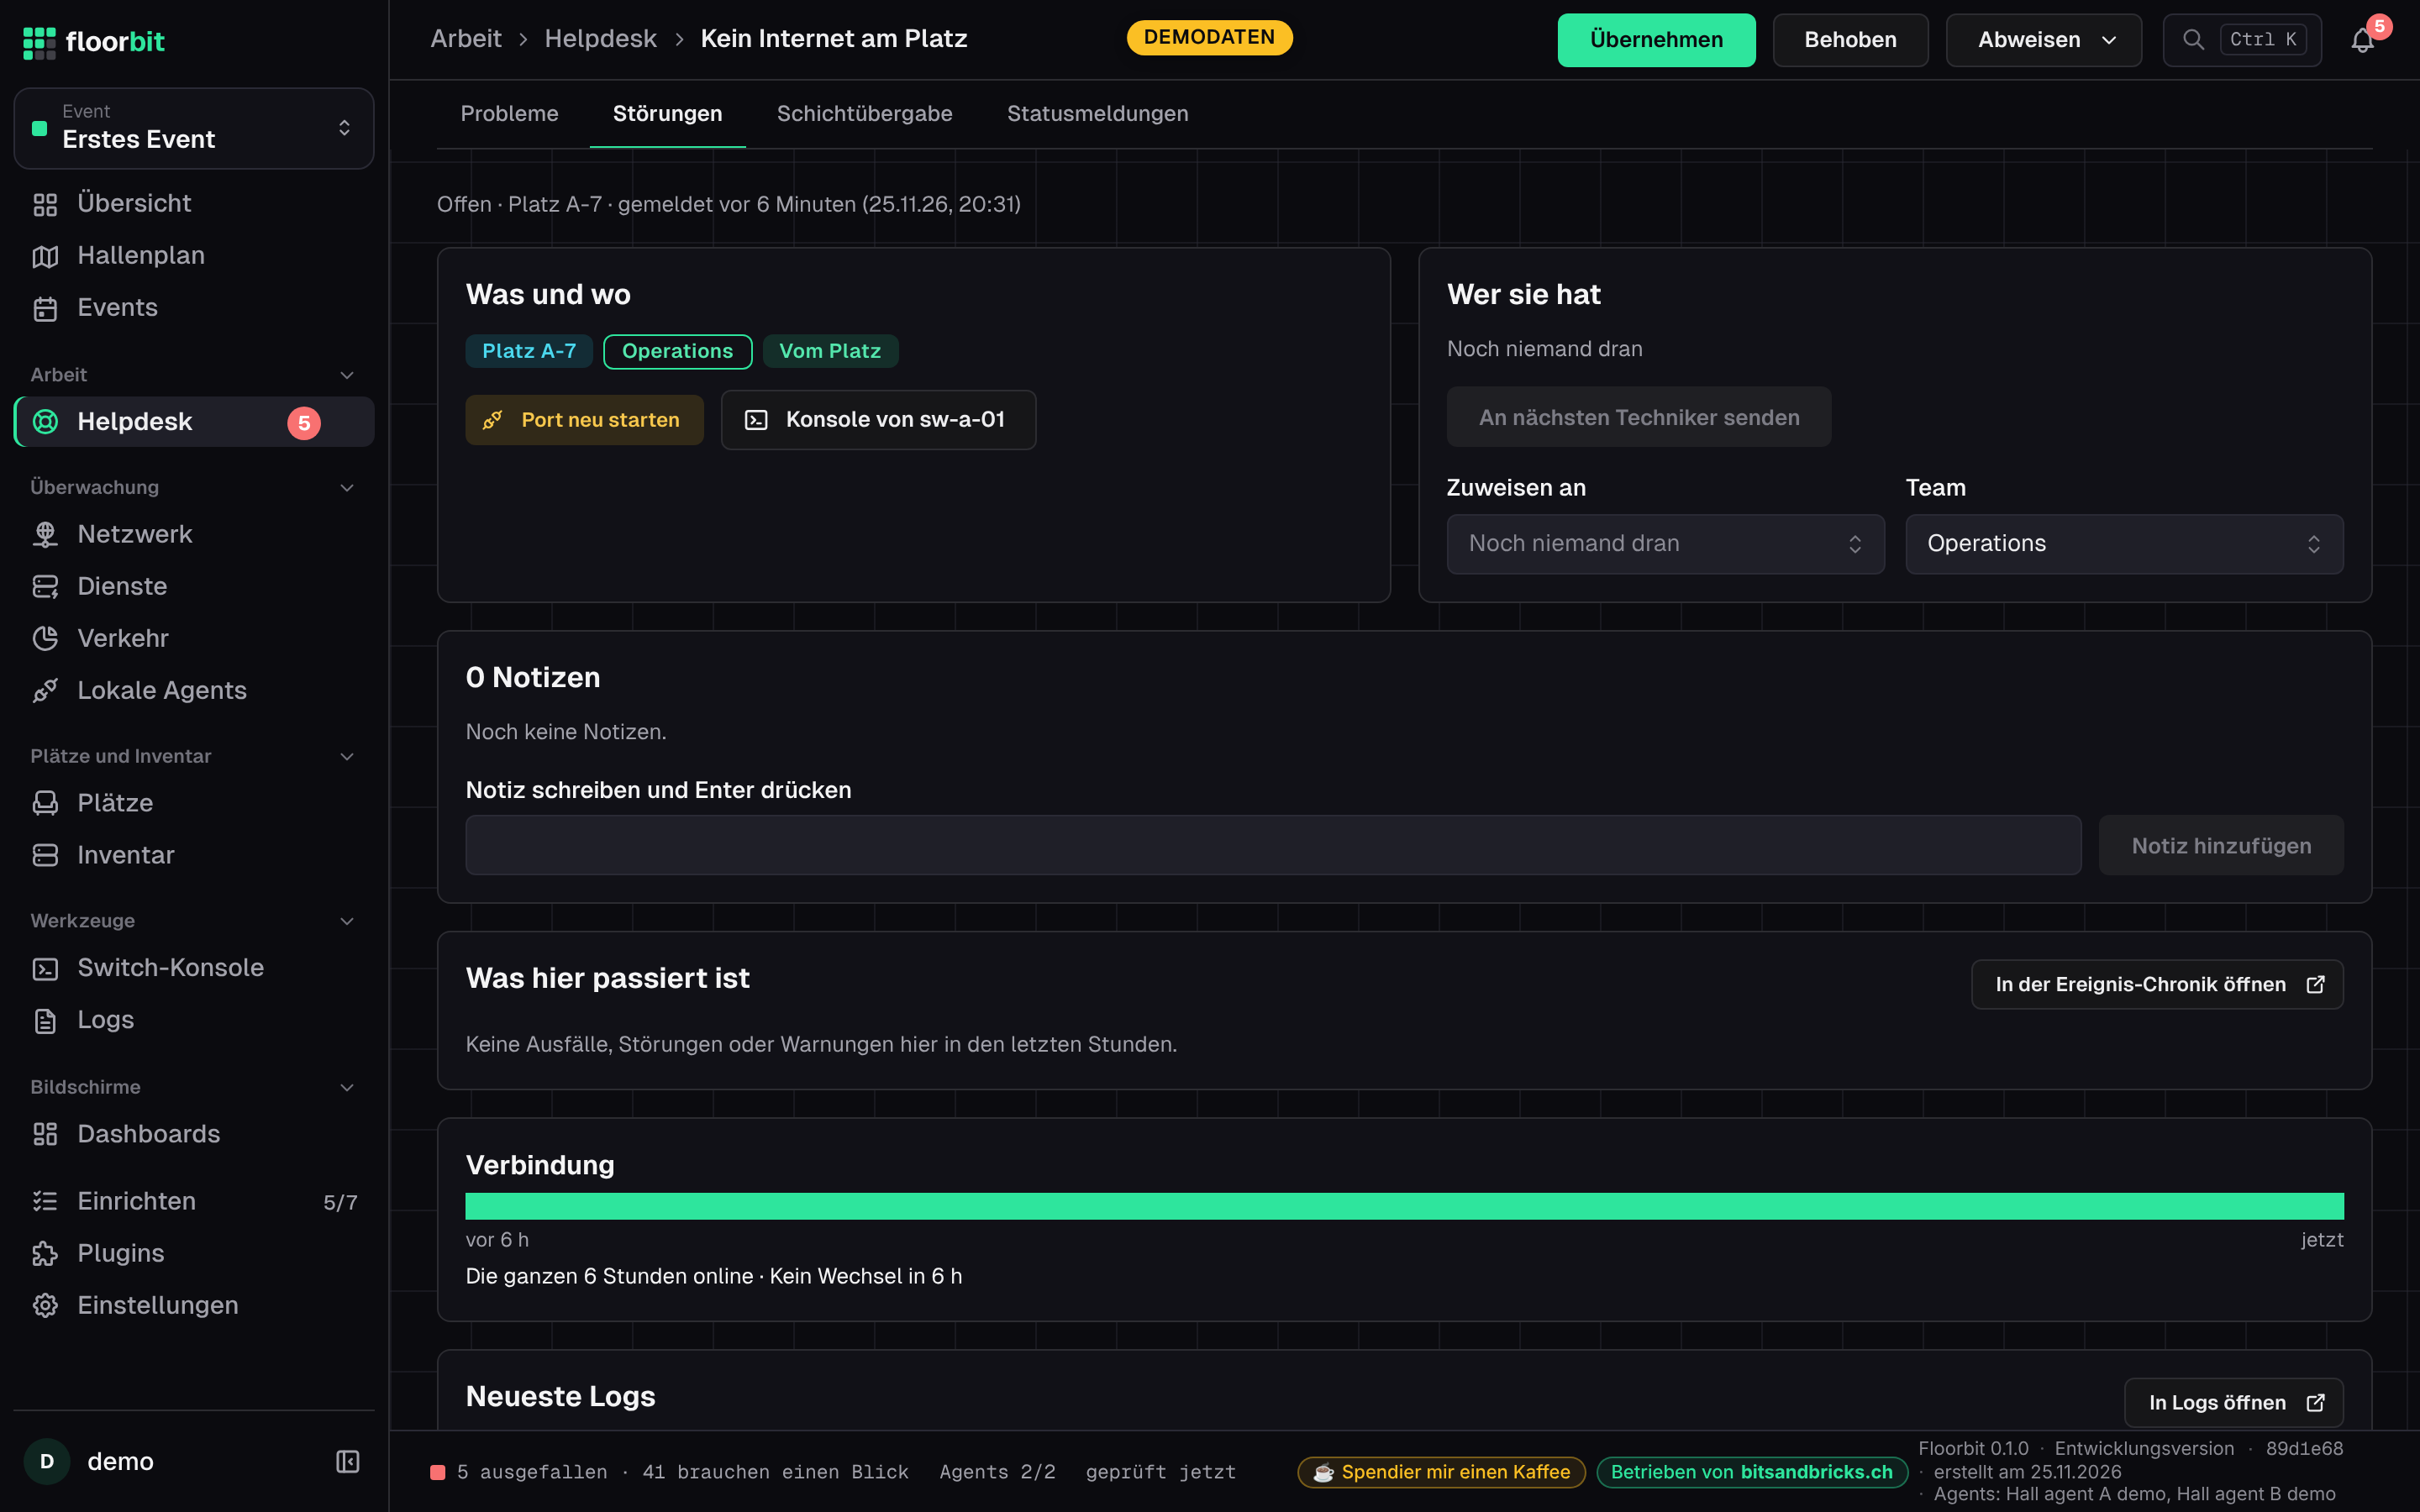 floorbit
Arbeit > Helpdesk > Kein Internet am Platz
DEMODATEN
Übernehmen
Behoben
Abweisen
Ctrl K
5
Event
Erstes Event
Übersicht
Hallenplan
Events
Arbeit
Helpdesk 5
Überwachung
Netzwerk
Dienste
Verkehr
Lokale Agents
Plätze und Inventar
Plätze
Inventar
Werkzeuge
Switch-Konsole
Logs
Bildschirme
Dashboards
Einrichten 5/7
Plugins
Einstellungen
D demo
Probleme Störungen Schichtübergabe Statusmeldungen
Offen · Platz A-7 · gemeldet vor 6 Minuten (25.11.26, 20:31)
Was und wo
Platz A-7 Operations Vom Platz
Port neu starten Konsole von sw-a-01
Wer sie hat
Noch niemand dran
An nächsten Techniker senden
Zuweisen an Team
Noch niemand dran Operations
0 Notizen
Noch keine Notizen.
Notiz schreiben und Enter drücken
Notiz hinzufügen
Was hier passiert ist
In der Ereignis-Chronik öffnen
Keine Ausfälle, Störungen oder Warnungen hier in den letzten Stunden.
Verbindung
vor 6 h jetzt
Die ganzen 6 Stunden online · Kein Wechsel in 6 h
Neueste Logs
In Logs öffnen
5 ausgefallen · 41 brauchen einen Blick Agents 2/2 geprüft jetzt
Spendier mir einen Kaffee
Betrieben von bitsandbricks.ch
Floorbit 0.1.0 · Entwicklungsversion · 89d1e68
· erstellt am 25.11.2026
· Agents: Hall agent A demo, Hall agent B demo